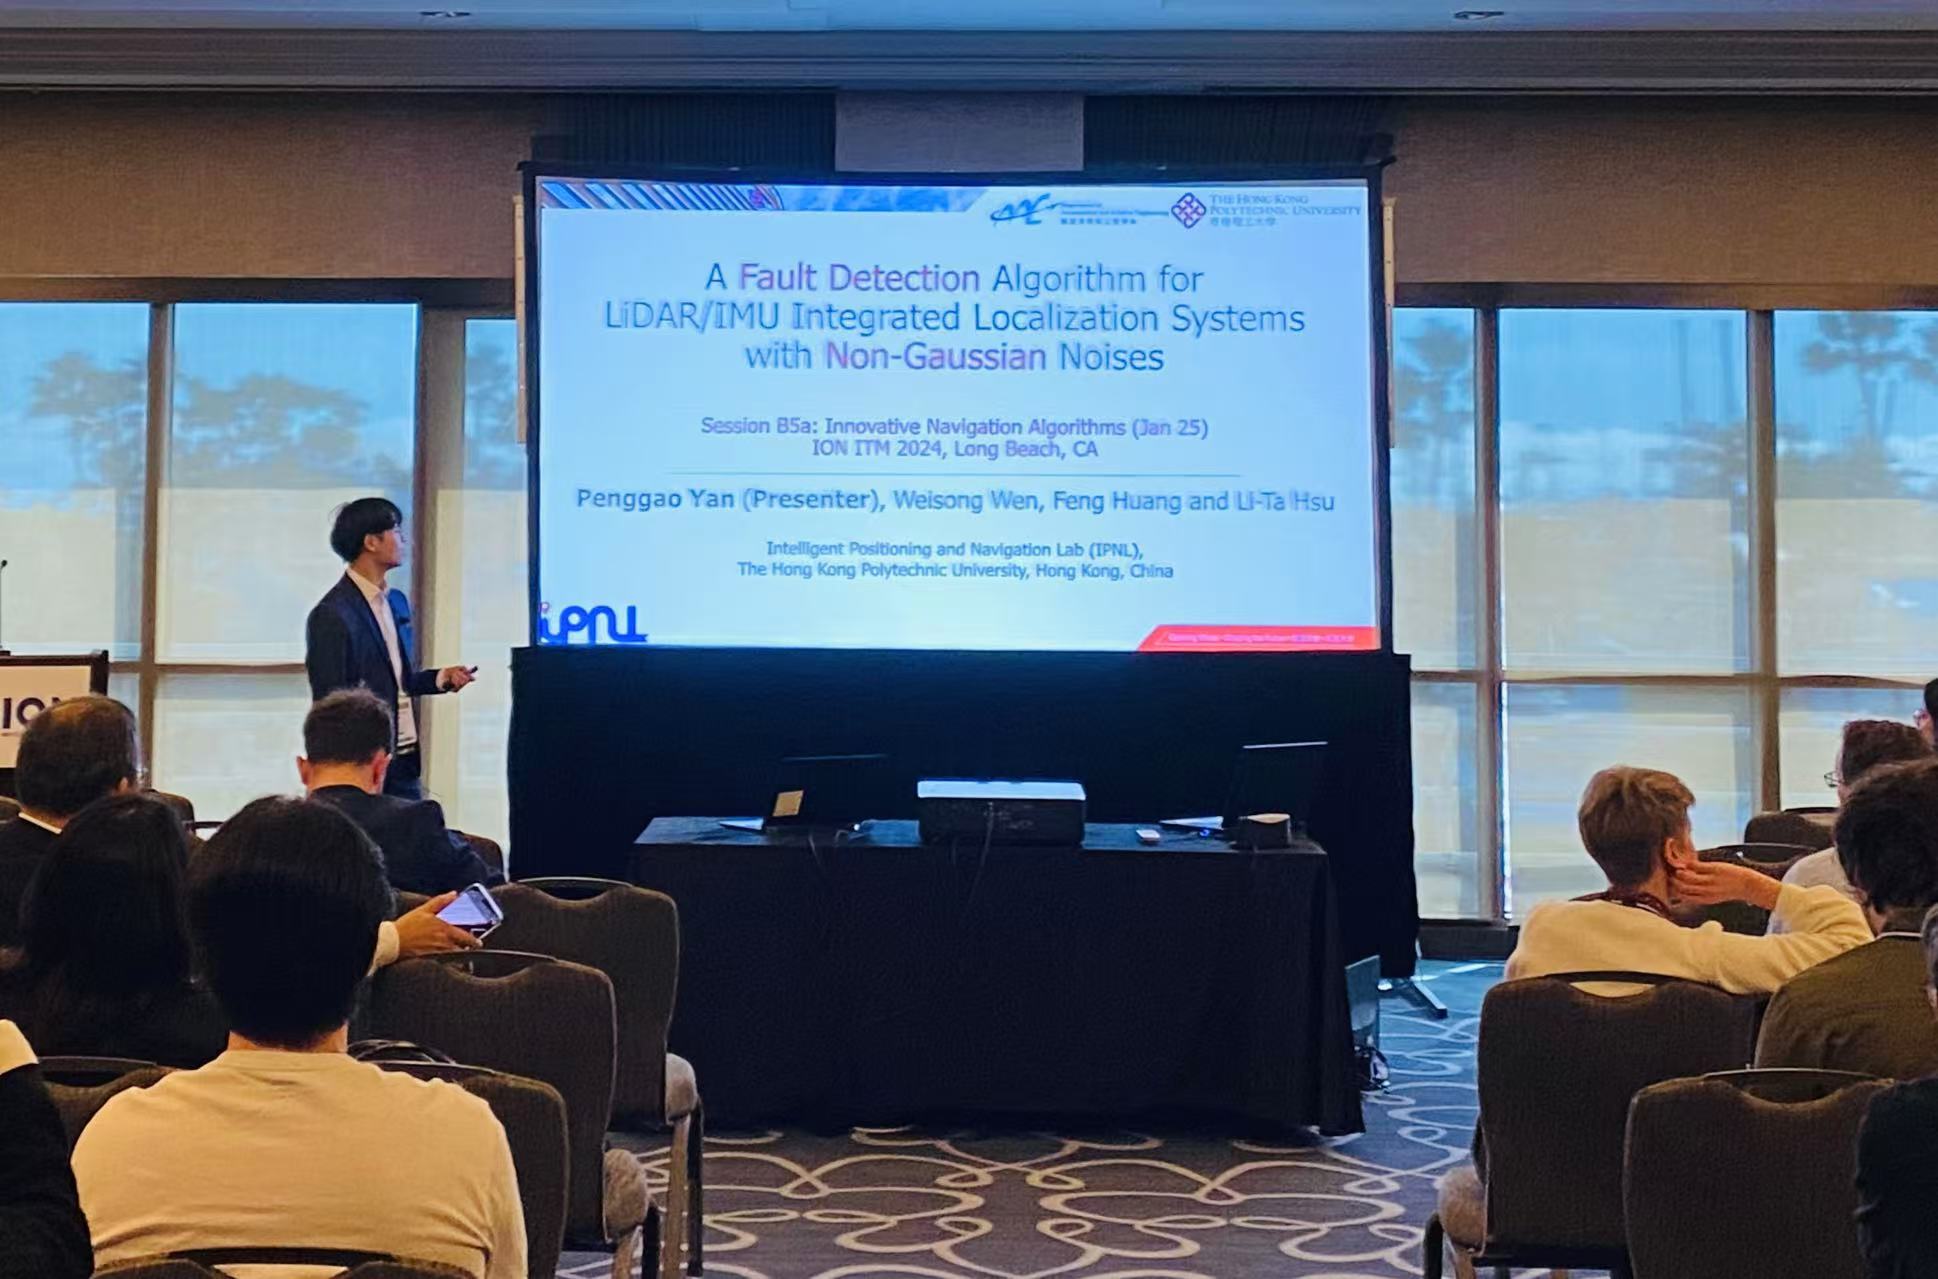 THE HONG KONG
POLYTECHNIC UNIVERSITY
香港理工大學
A Fault Detection Algorithm for
LiDAR/IMU Integrated Localization Systems
with Non-Gaussian Noises
Session B5a: Innovative Navigation Algorithms (Jan 25)
ION ITM 2024, Long Beach, CA
Penggao Yan (Presenter), Weisong Wen, Feng Huang and Li-Ta Hsu
Intelligent Positioning and Navigation Lab (IPNL),
The Hong Kong Polytechnic University, Hong Kong, China
ipnl
ION